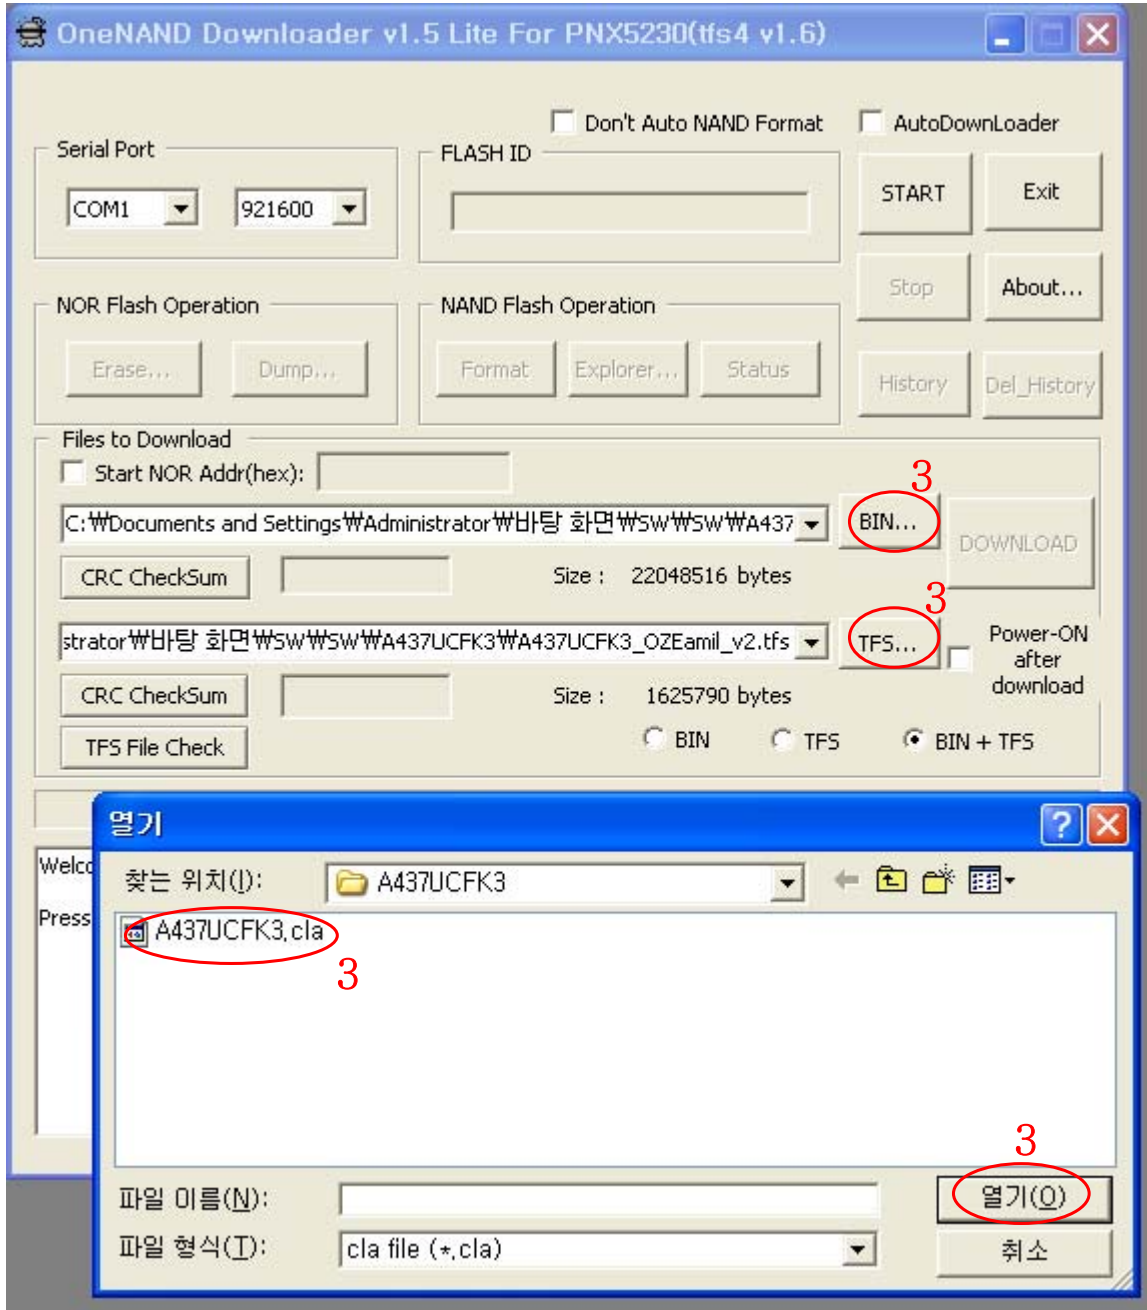 OneNAND Downloader v1.5 Lite For PNX5230(tfs4 v1.6)
Don't Auto NAND Format
AutoDownLoader
Serial Port
COM1
921600
FLASH ID
START
Exit
Stop
About...
NOR Flash Operation
Erase...
Dump...
NAND Flash Operation
Format
Explorer...
Status
History
Del_History
Files to Download
Start NOR Addr(hex):
3
C:₩Documents and Settings₩Administrator₩바탕 화면₩SW₩SW₩A437
BIN...
DOWNLOAD
CRC CheckSum
Size : 22048516 bytes
3
strator₩바탕 화면₩SW₩SW₩A437UCFK3₩A437UCFK3_OZEamil_v2.tfs
TFS...
Power-ON
after
download
CRC CheckSum
Size : 1625790 bytes
TFS File Check
BIN
TFS
BIN + TFS
Welco
Press
열기
찾는 위치(I):
A437UCFK3
A437UCFK3.cla
3
3
파일 이름(N):
열기(O)
파일 형식(T):
cla file (*.cla)
취소